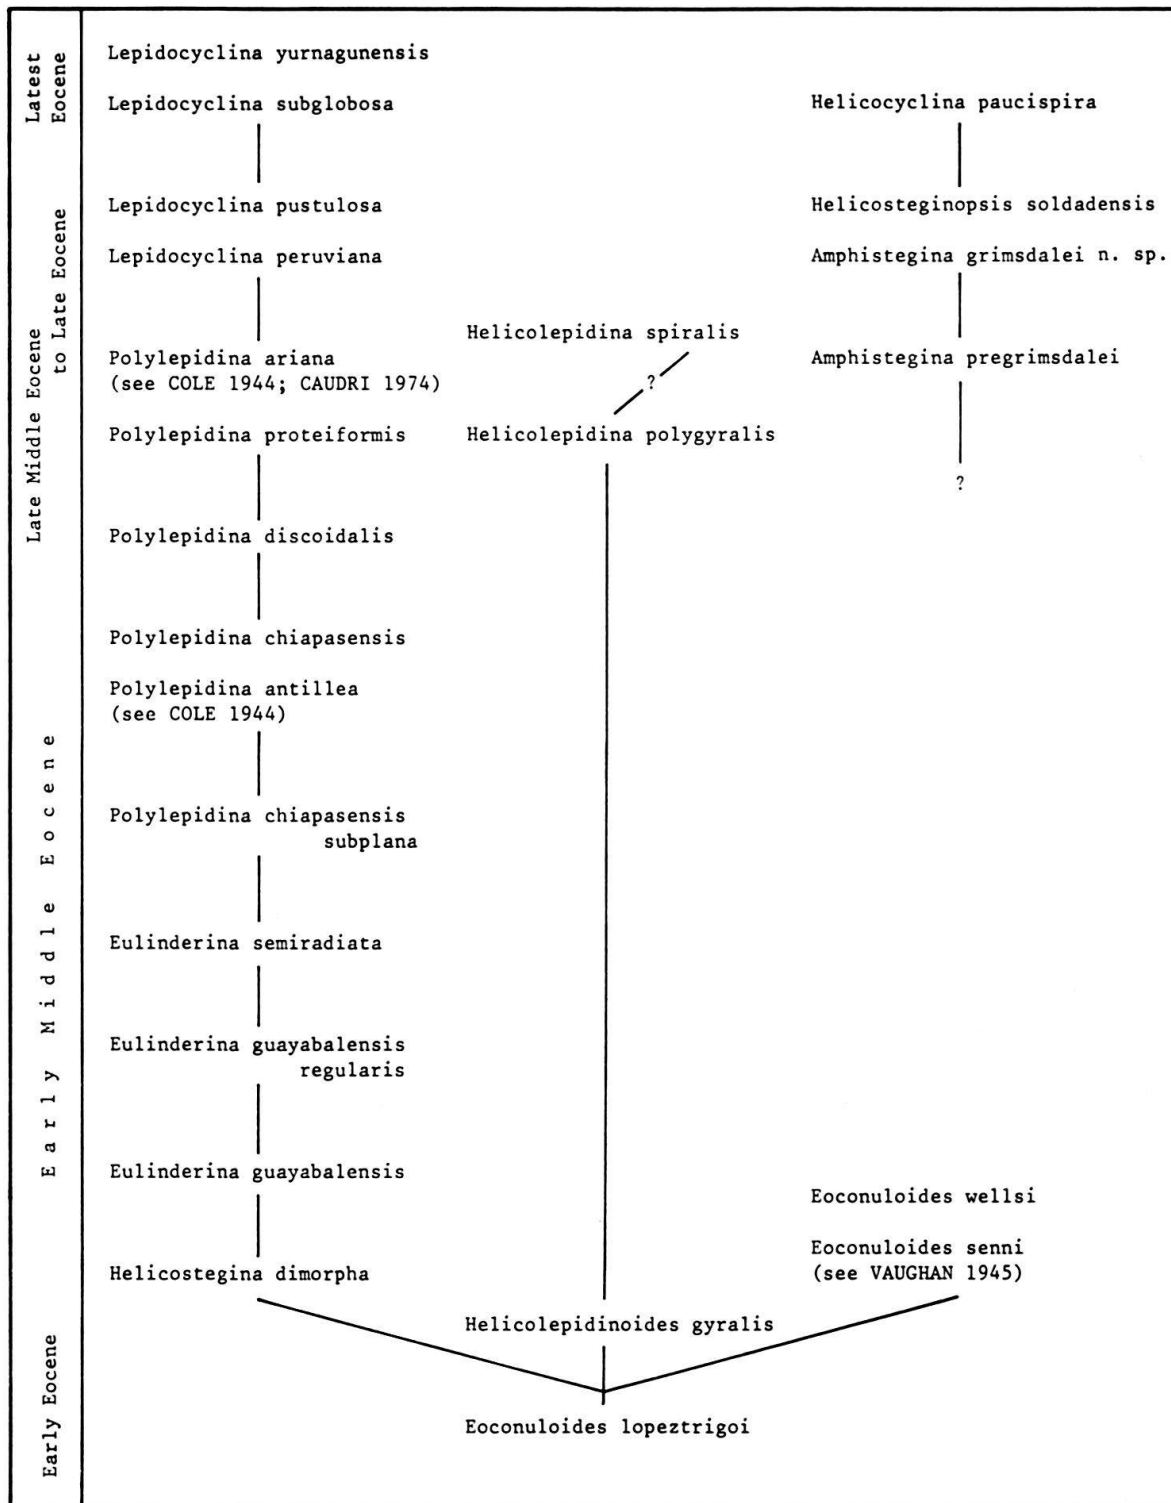 Latest
Eocene
Late Middle Eocene
to Late Eocene
Early Middle Eocene
Early Eocene
Lepidocyclina yurnagunensis
Lepidocyclina subglobosa
Lepidocyclina pustulosa
Lepidocyclina peruviana
Polylepidina ariana
(see COLE 1944; CAUDRI 1974)
Polylepidina proteiformis
Polylepidina discoidalis
Polylepidina chiapasensis
Polylepidina antillea
(see COLE 1944)
Polylepidina chiapasensis
subplana
Eulinderina semiradiata
Eulinderina guayabalensis
regularis
Eulinderina guayabalensis
Helicostegina dimorpha
Helicolepidina spiralis
?
Helicolepidina polygyralis
Helicolepidinoides gyralis
Eoconuloides lopeztrigoi
Helicocyclina paucispira
Helicosteginopsis soldadensis
Amphistegina grimsdalei n. sp.
Amphistegina pregrimsdalei
?
Eoconuloides wellsi
Eoconuloides senni
(see VAUGHAN 1945)